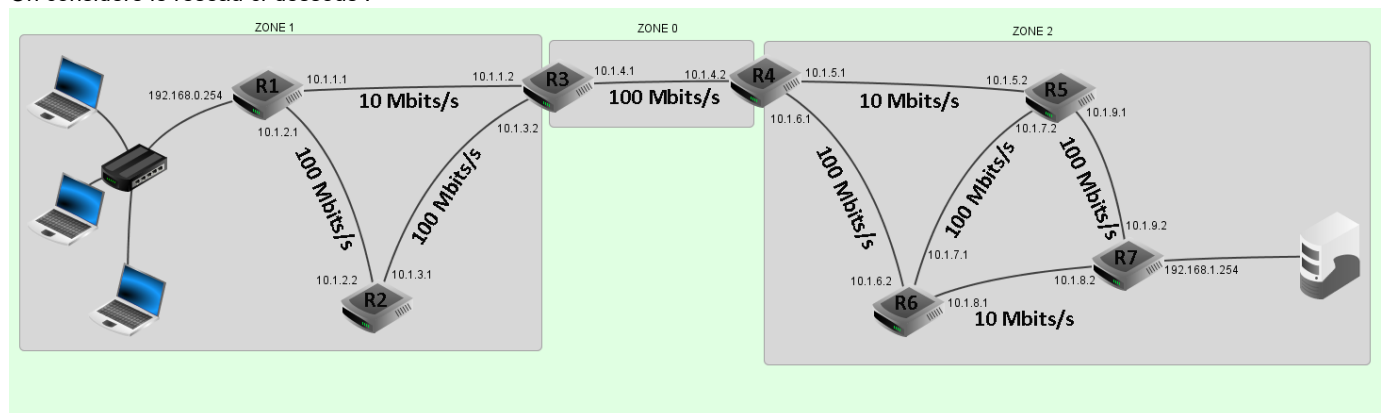 On considère le réseau ci-dessous :
ZONE 1
ZONE 0
ZONE 2
R1
192.168.0.254
10.1.1.1
10.1.2.1
10 Mbits/s
10.1.1.2
R3
10.1.3.2
100 Mbits/s
100 Mbits/s
10.1.2.2
R2
10.1.3.1
10.1.4.1
100 Mbits/s
10.1.4.2
R4
10.1.5.1
10.1.6.1
10 Mbits/s
10.1.5.2
R5
10.1.7.2
10.1.9.1
100 Mbits/s
100 Mbits/s
100 Mbits/s
10.1.7.1
10.1.6.2
R6
10.1.8.1
10 Mbits/s
10.1.8.2
R7
10.1.9.2
192.168.1.254